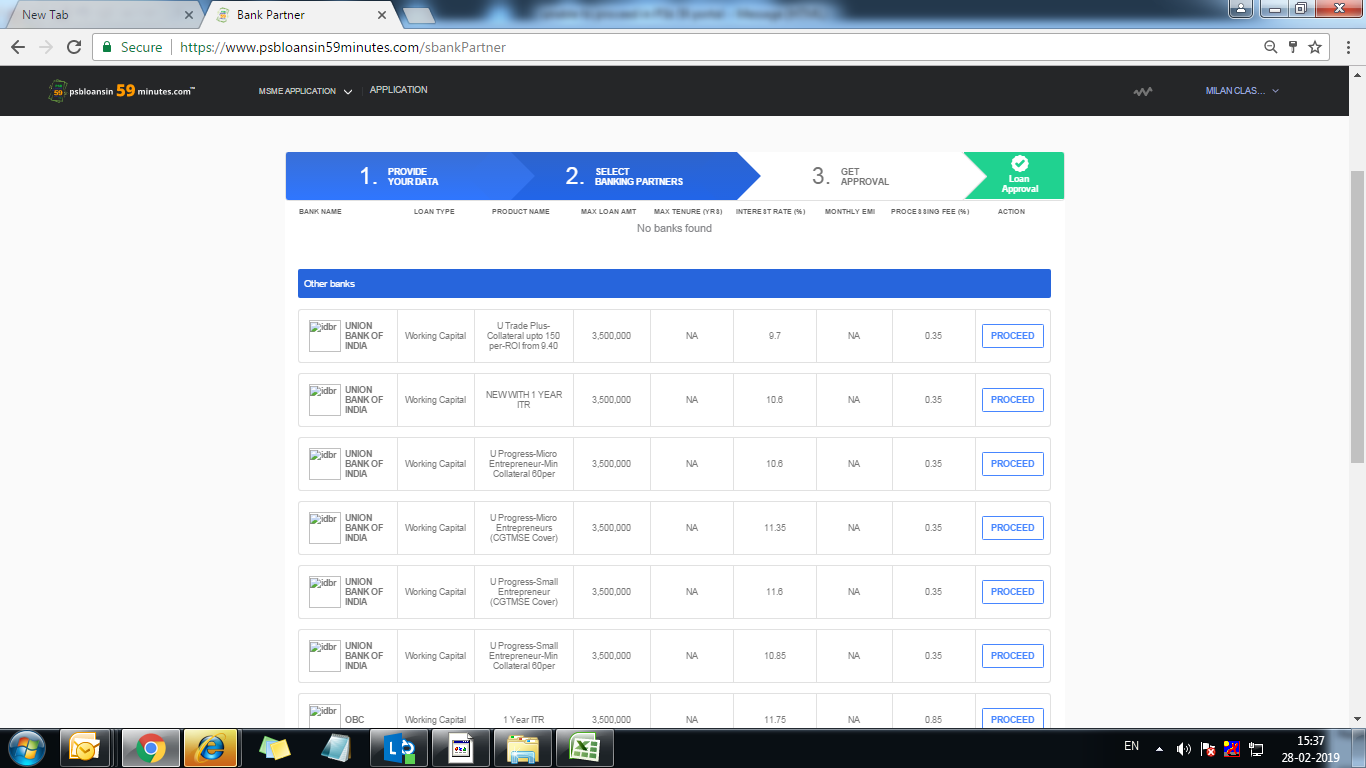 New Tab
Bank Partner
Secure
https://www.psbloansin59minutes.com/sbankPartner
psbloansin 59 minutes.com™
MSME APPLICATION
APPLICATION
MILAN CLAS...
1. PROVIDE
YOUR DATA
2. SELECT
BANKING PARTNERS
3. GET
APPROVAL
Loan
Approval
BANK NAME LOAN TYPE PRODUCT NAME MAX LOAN AMT MAX TENURE (YRS) INTEREST RATE (%) MONTHLY EMI PROCESSING FEE (%) ACTION
No banks found
Other banks
idbr
UNION
BANK OF
INDIA
Working Capital
U Trade Plus-
Collateral upto 150
per-ROI from 9.40
3,500,000
NA
9.7
NA
0.35
PROCEED
idbr
UNION
BANK OF
INDIA
Working Capital
NEW WITH 1 YEAR
ITR
3,500,000
NA
10.6
NA
0.35
PROCEED
idbr
UNION
BANK OF
INDIA
Working Capital
U Progress-Micro
Entrepreneur-Min
Collateral 60per
3,500,000
NA
10.6
NA
0.35
PROCEED
idbr
UNION
BANK OF
INDIA
Working Capital
U Progress-Micro
Entrepreneurs
(CGTMSE Cover)
3,500,000
NA
11.35
NA
0.35
PROCEED
idbr
UNION
BANK OF
INDIA
Working Capital
U Progress-Small
Entrepreneur
(CGTMSE Cover)
3,500,000
NA
11.6
NA
0.35
PROCEED
idbr
UNION
BANK OF
INDIA
Working Capital
U Progress-Small
Entrepreneur-Min
Collateral 60per
3,500,000
NA
10.85
NA
0.35
PROCEED
idbr
OBC
Working Capital
1 Year ITR
3,500,000
NA
11.75
NA
0.85
PROCEED
EN
15:37
28-02-2019